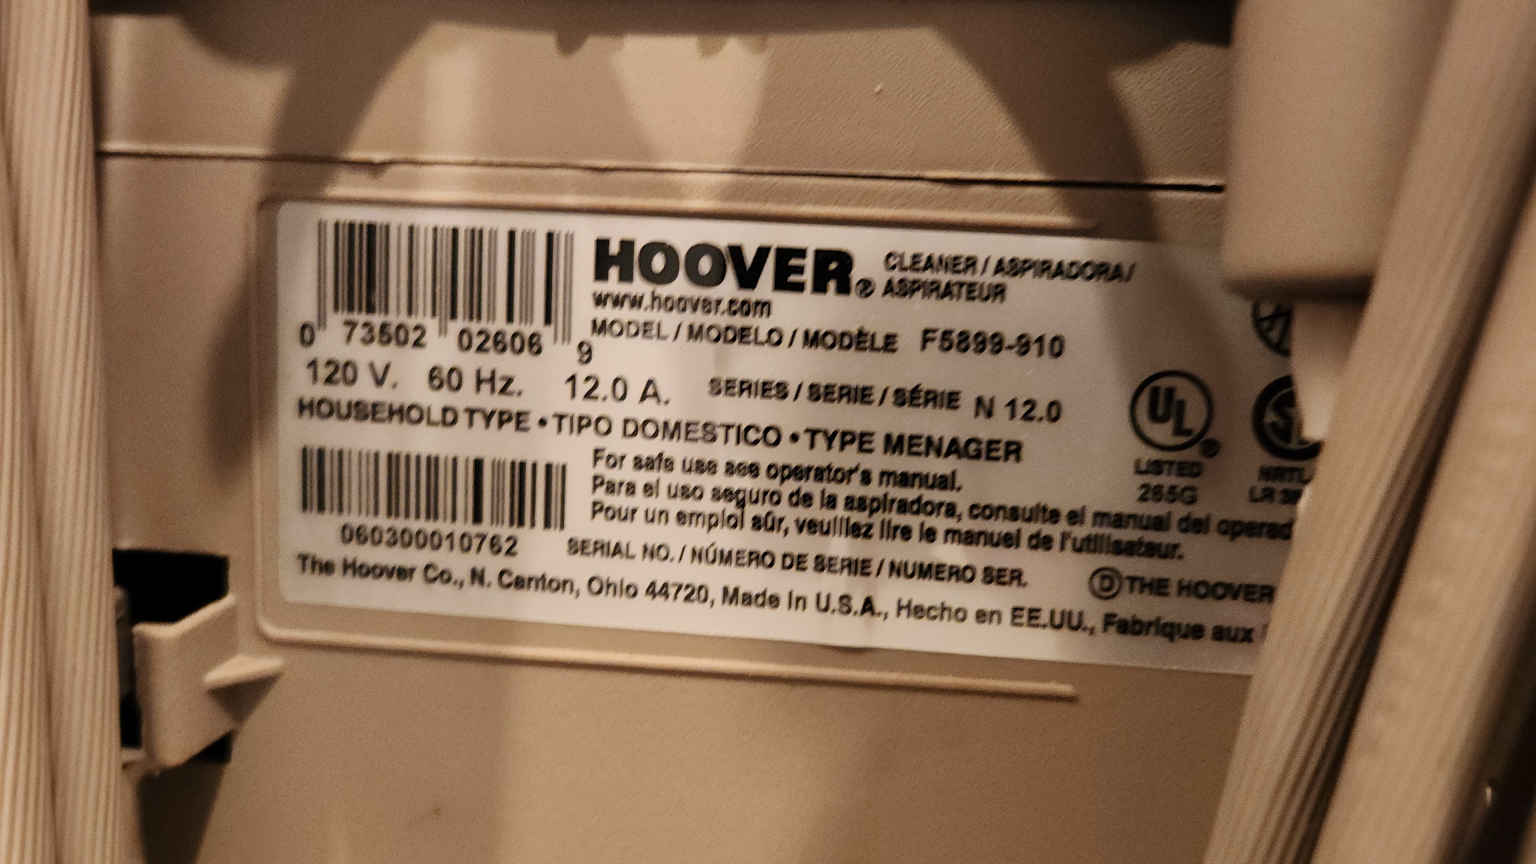 HOOVER® CLEANER / ASPIRADORA /
ASPIRATEUR
www.hoover.com
0 73502 02606 9
MODEL / MODELO / MODÈLE F5899-910
120 V. 60 Hz. 12.0 A. SERIES / SERIE / SÉRIE N 12.0
HOUSEHOLD TYPE • TIPO DOMESTICO • TYPE MENAGER
UL®
LISTED
265G
For safe use see operator's manual.
Para el uso seguro de la aspiradora, consulte el manual del operad
Pour un emploi sûr, veuillez lire le manuel de l'utilisateur.
060300010762
SERIAL NO. / NÚMERO DE SERIE / NUMERO SER.
D THE HOOVER
The Hoover Co., N. Canton, Ohio 44720, Made in U.S.A., Hecho en EE.UU., Fabrique aux